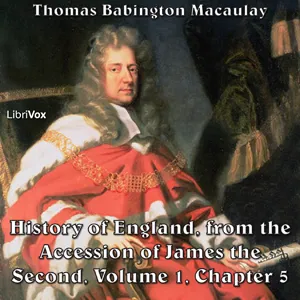 Thomas Babington Macaulay
LibriVox
History of England, from the
Accession of James the
Second, Volume 1, Chapter 5